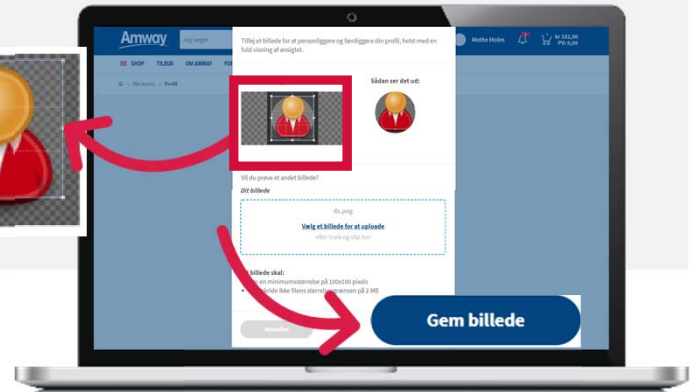 Amway
Jeg søger
Mette Holm
kr 232,00
PV: 0,00
SHOP TILBUD OM AMWAY
Min konto Profil
Tilføj et billede for at personliggøre og færdiggøre din profil, helst med en
fuld visning af ansigtet.
Sådan ser det ud:
Vil du prøve et andet billede?
Dit billede
ds.png
Vælg et billede for at uploade
eller træk og slip her
billede skal:
en minimumsstørrelse på 100x100 pixels
ikke filens størrelsesgrænsen på 2 MB
Annuller
Gem billede